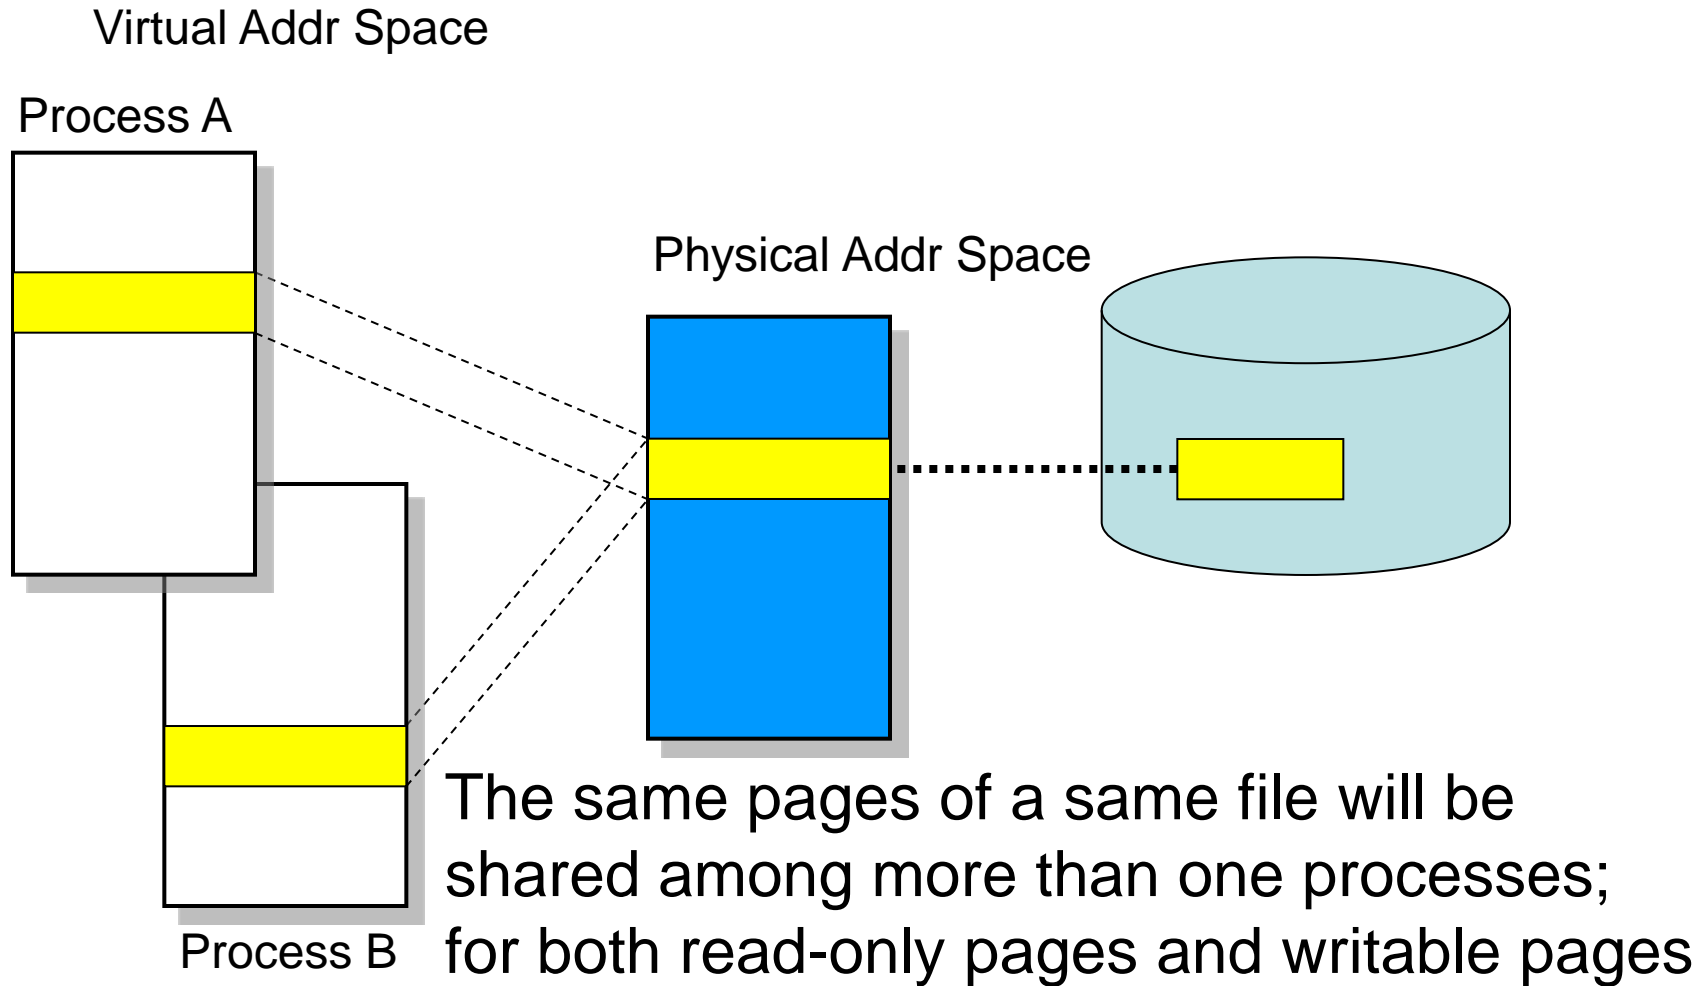 Virtual Addr Space
Process A
Physical Addr Space
The same pages of a same file will be
shared among more than one processes;
for both read-only pages and writable pages
Process B